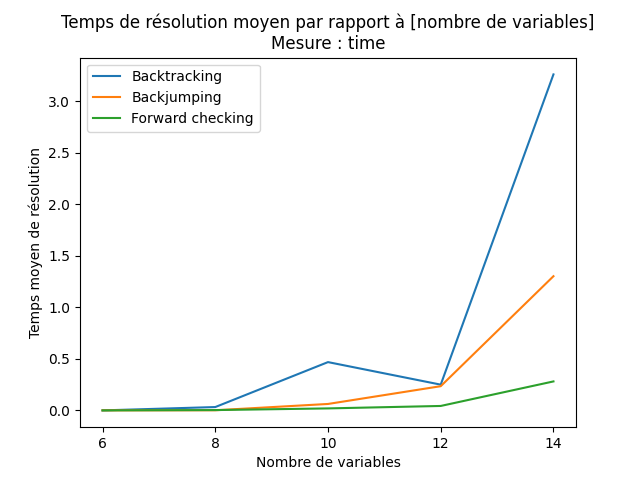 Temps de résolution moyen par rapport à [nombre de variables]
Mesure : time
Backtracking
Backjumping
Forward checking
3.0
2.5
2.0
1.5
1.0
0.5
0.0
Temps moyen de résolution
6 8 10 12 14
Nombre de variables